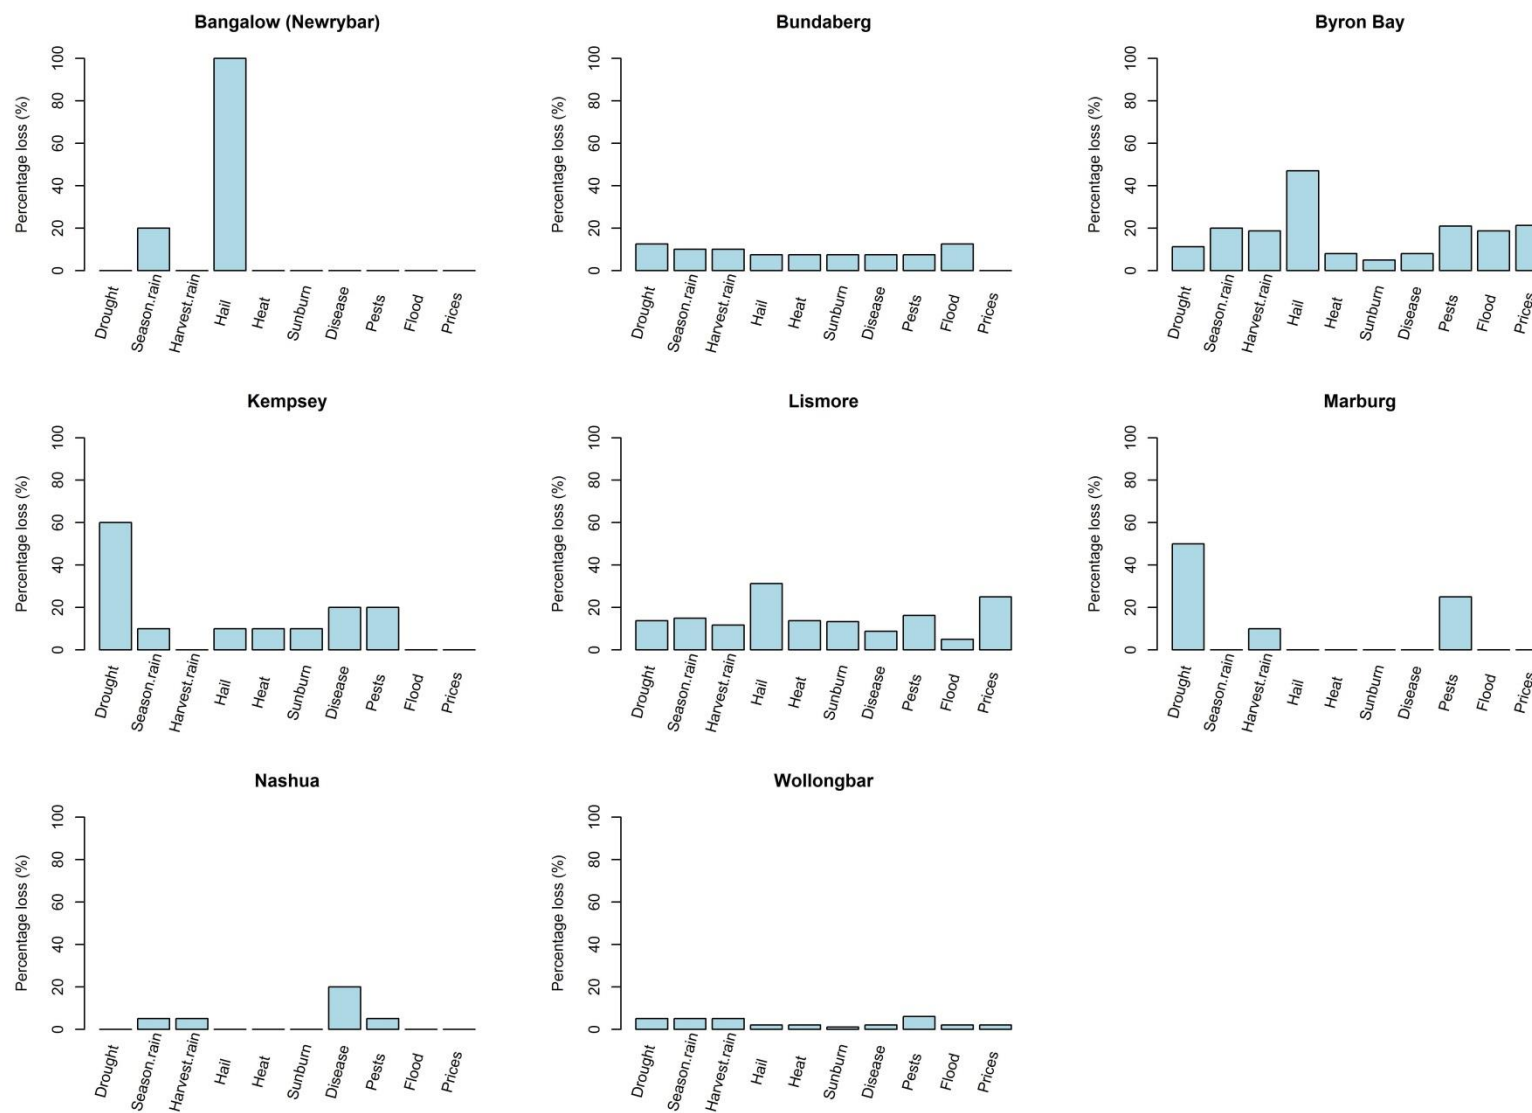 Bangalow (Newrybar)
Percentage loss (%)
0 20 40 60 80 100
Drought Season.rain Harvest.rain Hail Heat Sunburn Disease Pests Flood Prices
Bundaberg
Percentage loss (%)
0 20 40 60 80 100
Drought Season.rain Harvest.rain Hail Heat Sunburn Disease Pests Flood Prices
Byron Bay
Percentage loss (%)
0 20 40 60 80 100
Drought Season.rain Harvest.rain Hail Heat Sunburn Disease Pests Flood Prices
Kempsey
Percentage loss (%)
0 20 40 60 80 100
Drought Season.rain Harvest.rain Hail Heat Sunburn Disease Pests Flood Prices
Lismore
Percentage loss (%)
0 20 40 60 80 100
Drought Season.rain Harvest.rain Hail Heat Sunburn Disease Pests Flood Prices
Marburg
Percentage loss (%)
0 20 40 60 80 100
Drought Season.rain Harvest.rain Hail Heat Sunburn Disease Pests Flood Prices
Nashua
Percentage loss (%)
0 20 40 60 80 100
Drought Season.rain Harvest.rain Hail Heat Sunburn Disease Pests Flood Prices
Wollongbar
Percentage loss (%)
0 20 40 60 80 100
Drought Season.rain Harvest.rain Hail Heat Sunburn Disease Pests Flood Prices